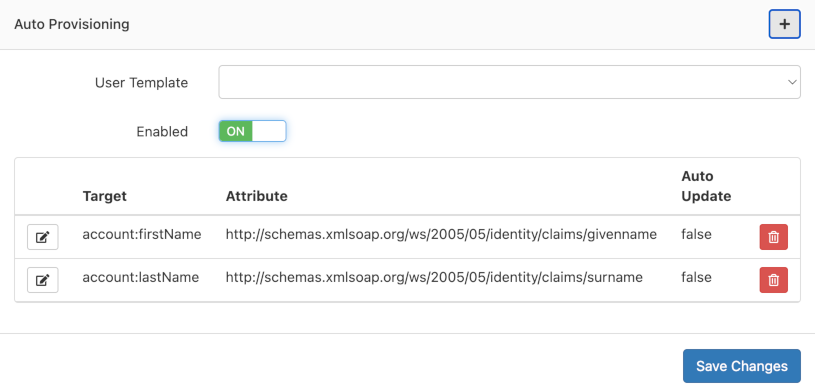 Auto Provisioning
User Template
Enabled
ON
Target Attribute Auto Update
account:firstName http://schemas.xmlsoap.org/ws/2005/05/identity/claims/givenname false
account:lastName http://schemas.xmlsoap.org/ws/2005/05/identity/claims/surname false
Save Changes